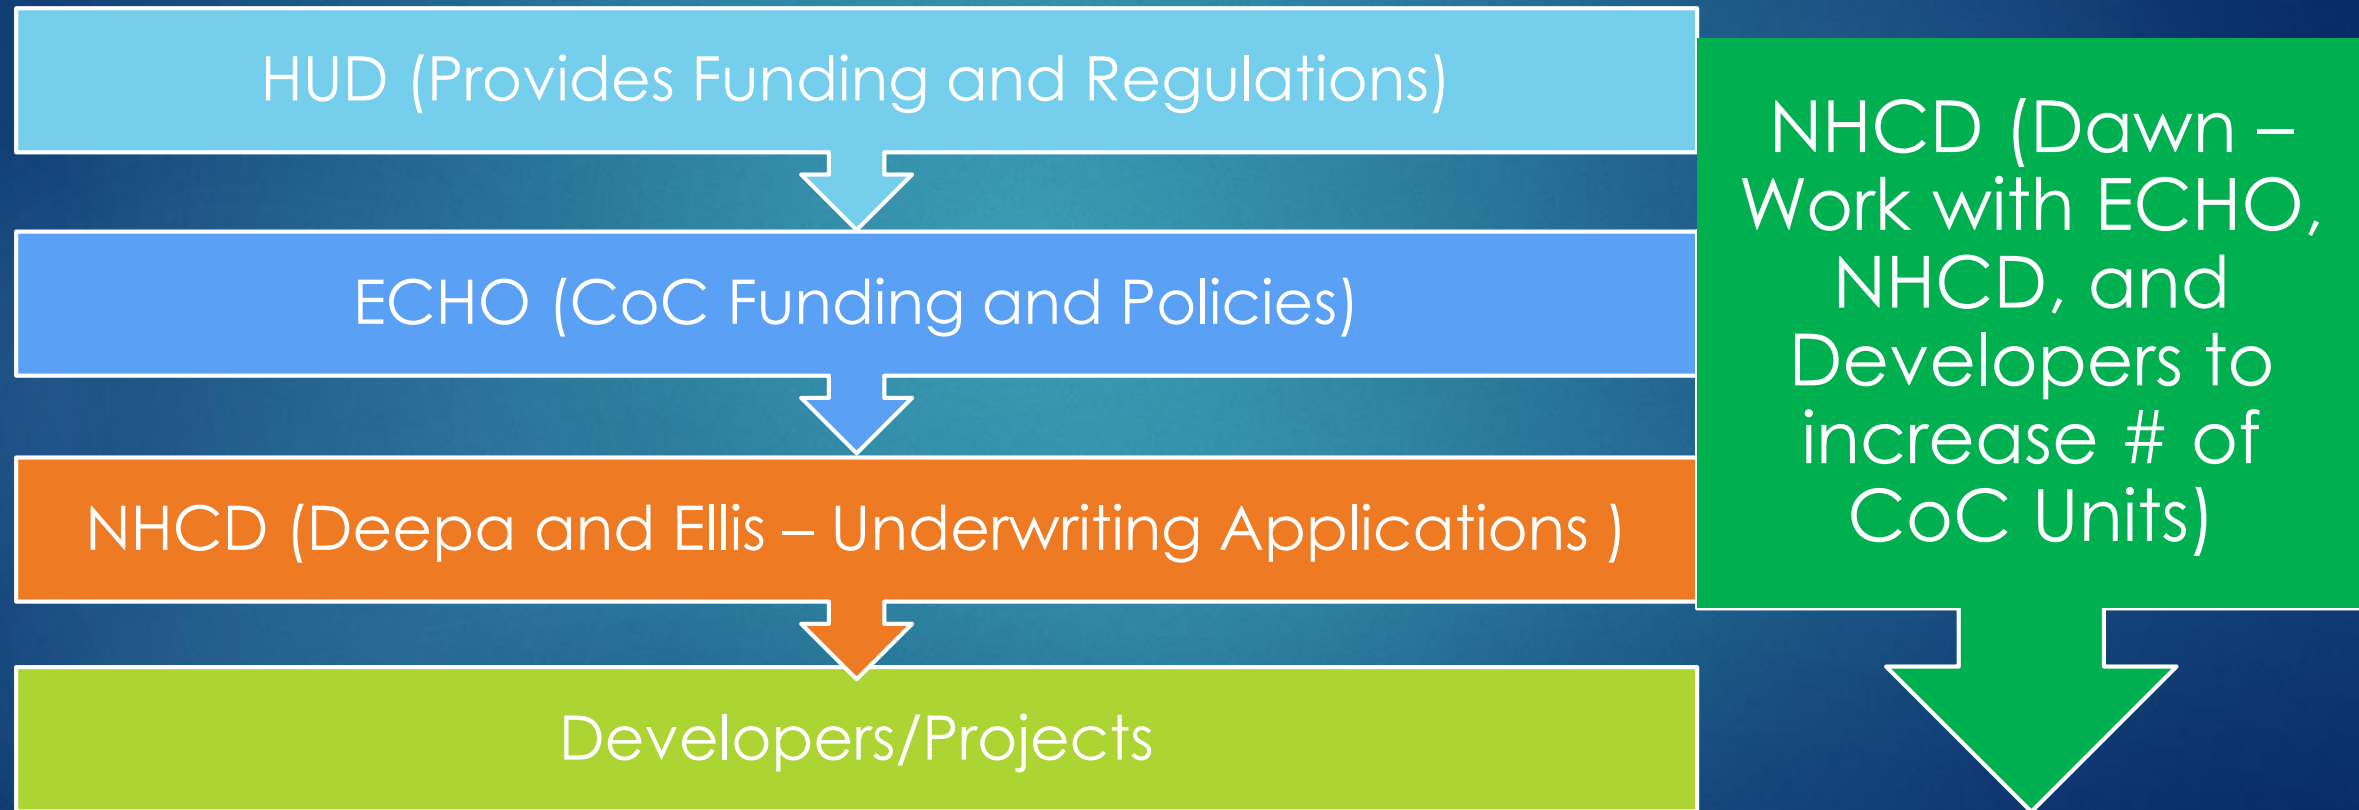 HUD (Provides Funding and Regulations)
ECHO (CoC Funding and Policies)
NHCD (Deepa and Ellis – Underwriting Applications )
Developers/Projects
NHCD (Dawn –
Work with ECHO,
NHCD, and
Developers to
increase # of
CoC Units)